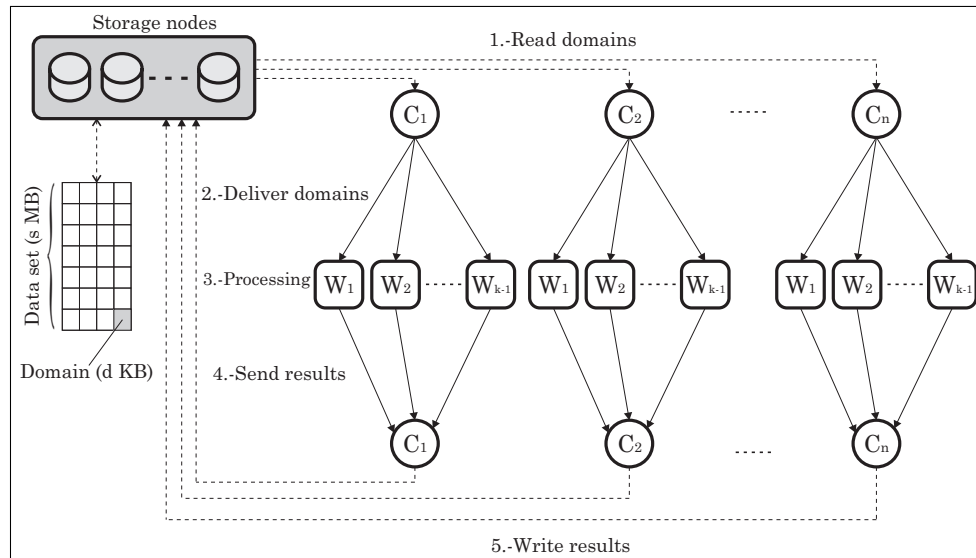 Storage nodes
1.-Read domains
C1
C2
Cn
2.-Deliver domains
Data set (s MB)
3.-Processing
W1
W2
Wk-1
W1
W2
Wk-1
W1
W2
Wk-1
Domain (d KB)
4.-Send results
C1
C2
Cn
5.-Write results